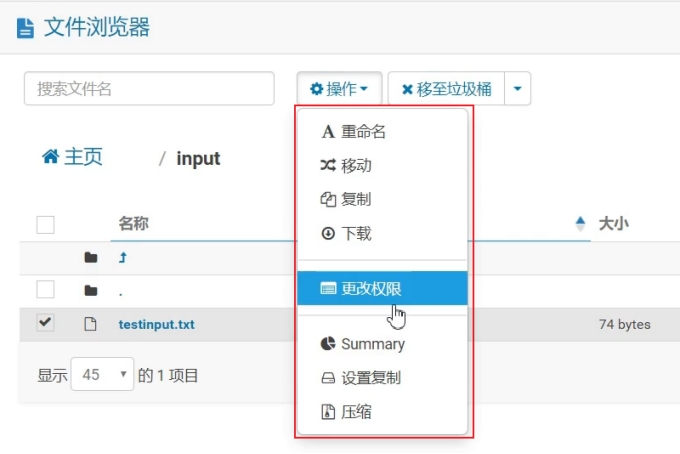 文件浏览器
搜索文件名
操作
移至垃圾桶
重命名
移动
复制
下载
更改权限
Summary
设置复制
压缩
主页 / input
名称 大小
.
testinput.txt 74 bytes
显示 45 的 1 项目